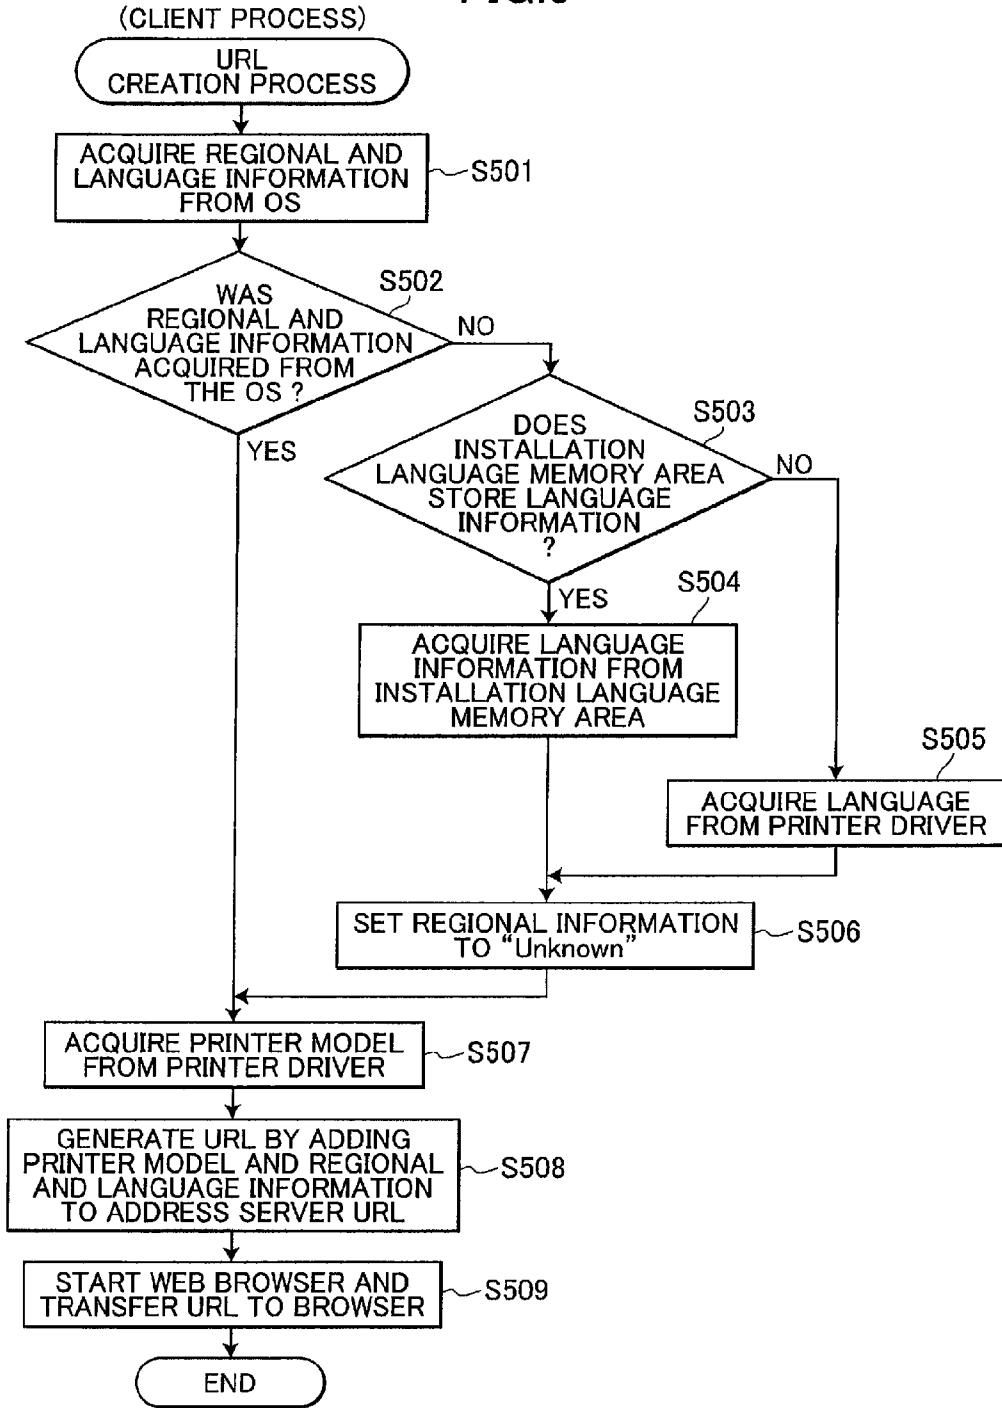 (CLIENT PROCESS)
URL
CREATION PROCESS
ACQUIRE REGIONAL AND
LANGUAGE INFORMATION
FROM OS
S501
WAS
REGIONAL AND
LANGUAGE INFORMATION
ACQUIRED FROM
THE OS ?
S502
NO
YES
DOES
INSTALLATION
LANGUAGE MEMORY AREA
STORE LANGUAGE
INFORMATION
?
S503
NO
YES
S504
ACQUIRE LANGUAGE
INFORMATION FROM
INSTALLATION LANGUAGE
MEMORY AREA
S505
ACQUIRE LANGUAGE
FROM PRINTER DRIVER
SET REGIONAL INFORMATION
TO “Unknown”
S506
ACQUIRE PRINTER MODEL
FROM PRINTER DRIVER
S507
GENERATE URL BY ADDING
PRINTER MODEL AND REGIONAL
AND LANGUAGE INFORMATION
TO ADDRESS SERVER URL
S508
START WEB BROWSER AND
TRANSFER URL TO BROWSER
S509
END